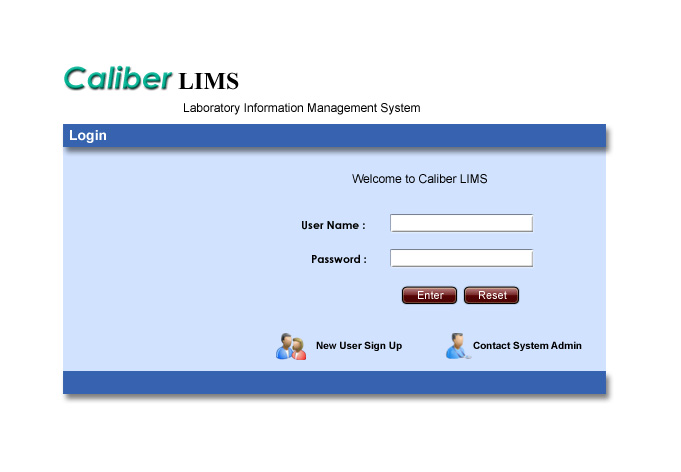 Caliber LIMS
Laboratory Information Management System
Login
Welcome to Caliber LIMS
User Name :
Password :
Enter Reset
New User Sign Up Contact System Admin